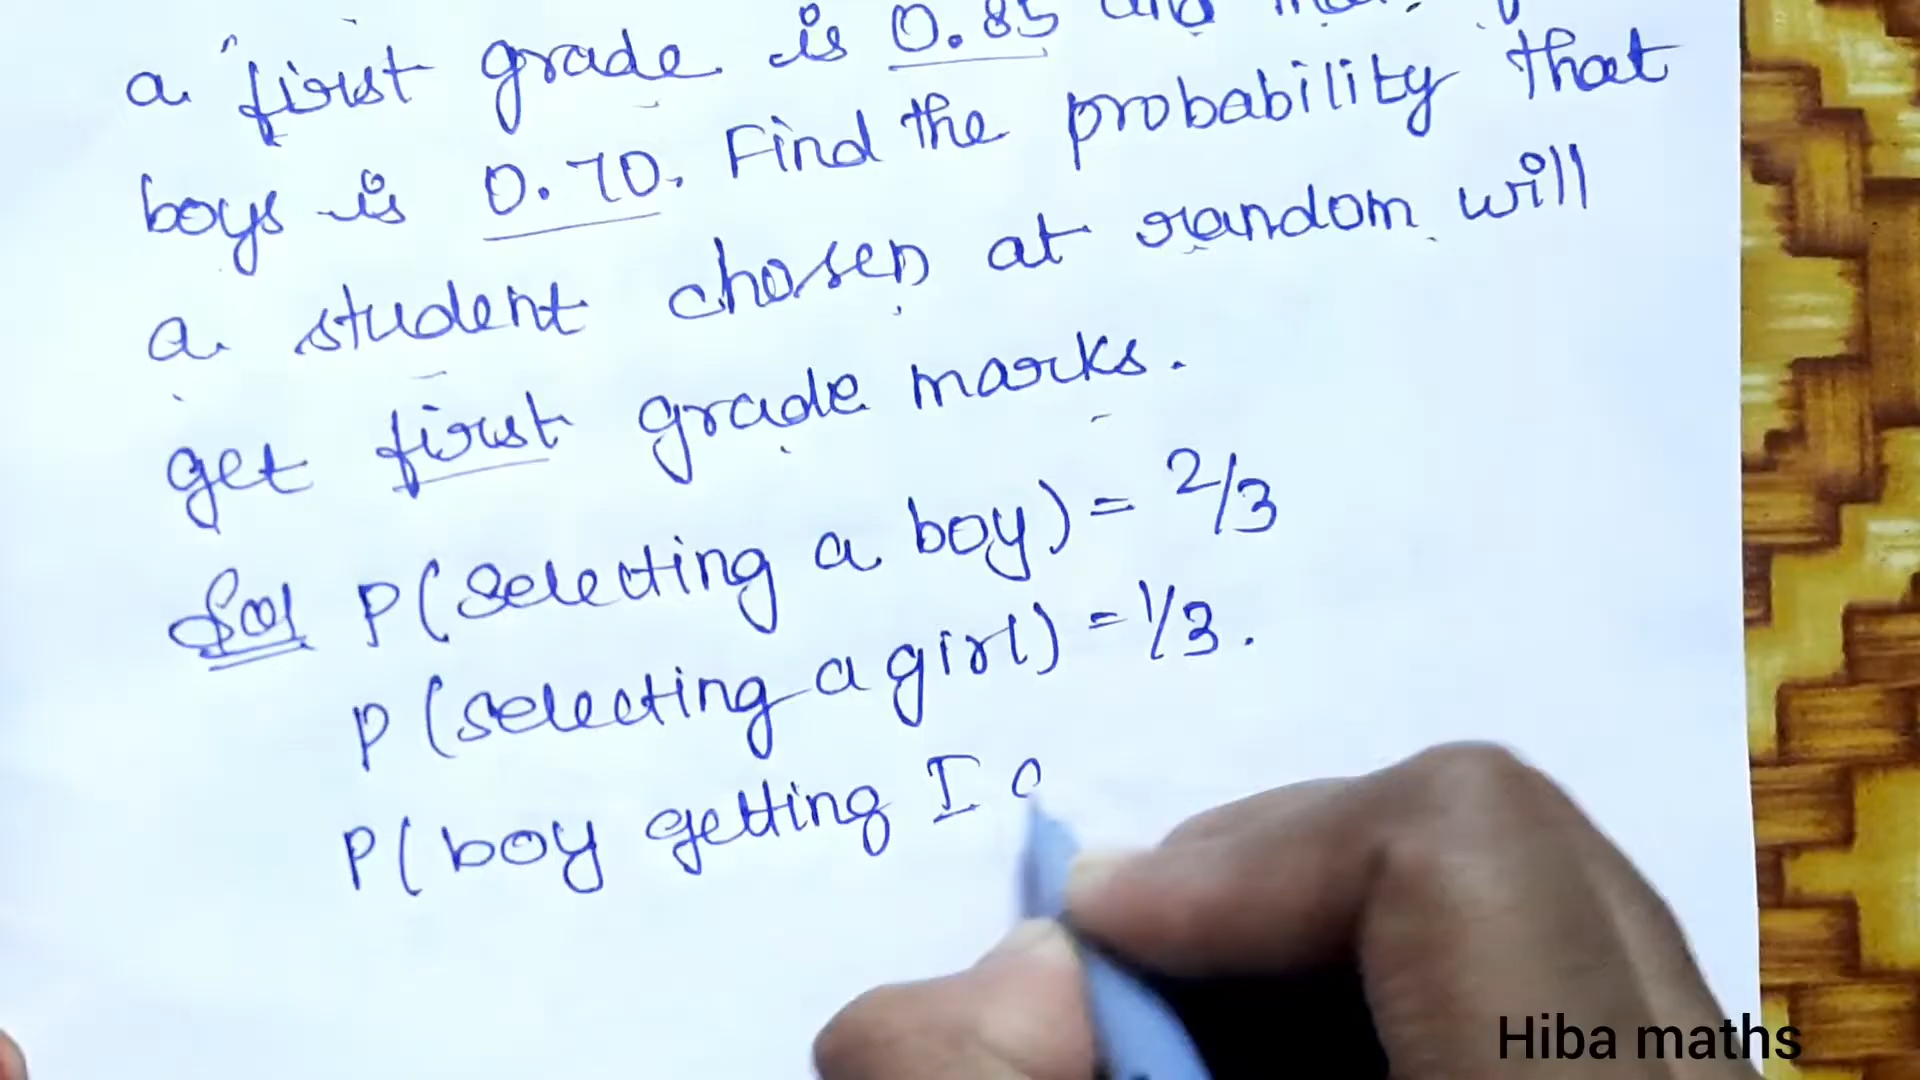 a first grade is 0.85 and
boys is 0.70. Find the probability that
a student chosen at random will
get first grade marks.
Sol P(selecting a boy) = 2/3
P(selecting a girl) = 1/3.
P(boy getting I
Hiba maths